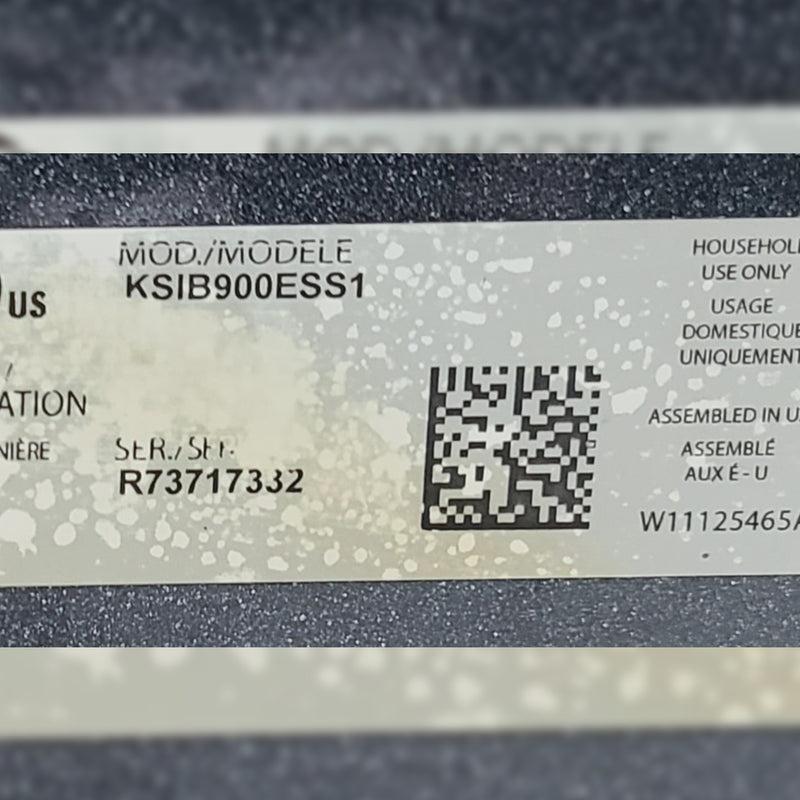 MOD./MODELE
KSIB900ESS1
US
ATION
NIÈRE
SER./SER.
R73717332
HOUSEHOL
USE ONLY
USAGE
DOMESTIQUE
UNIQUEMENT
ASSEMBLED IN U
ASSEMBLÉ
AUX É-U
W11125465A